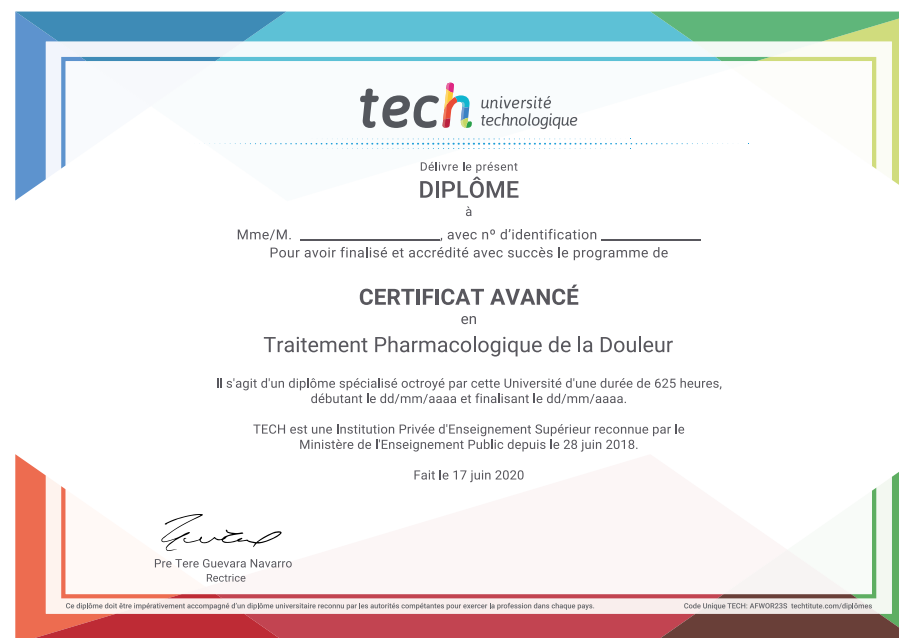 tech université
technologique
Délivre le présent
DIPLÔME
à
Mme/M. ____________________, avec nº d'identification ______________
Pour avoir finalisé et accrédité avec succès le programme de
CERTIFICAT AVANCÉ
en
Traitement Pharmacologique de la Douleur
Il s'agit d'un diplôme spécialisé octroyé par cette Université d'une durée de 625 heures,
débutant le dd/mm/aaaa et finalisant le dd/mm/aaaa.
TECH est une Institution Privée d'Enseignement Supérieur reconnue par le
Ministère de l'Enseignement Public depuis le 28 juin 2018.
Fait le 17 juin 2020
Pre Tere Guevara Navarro
Rectrice
Ce diplôme doit être impérativement accompagné d'un diplôme universitaire reconnu par les autorités compétentes pour exercer la profession dans chaque pays.
Code Unique TECH: AFWOR23S techtitute.com/diplômes